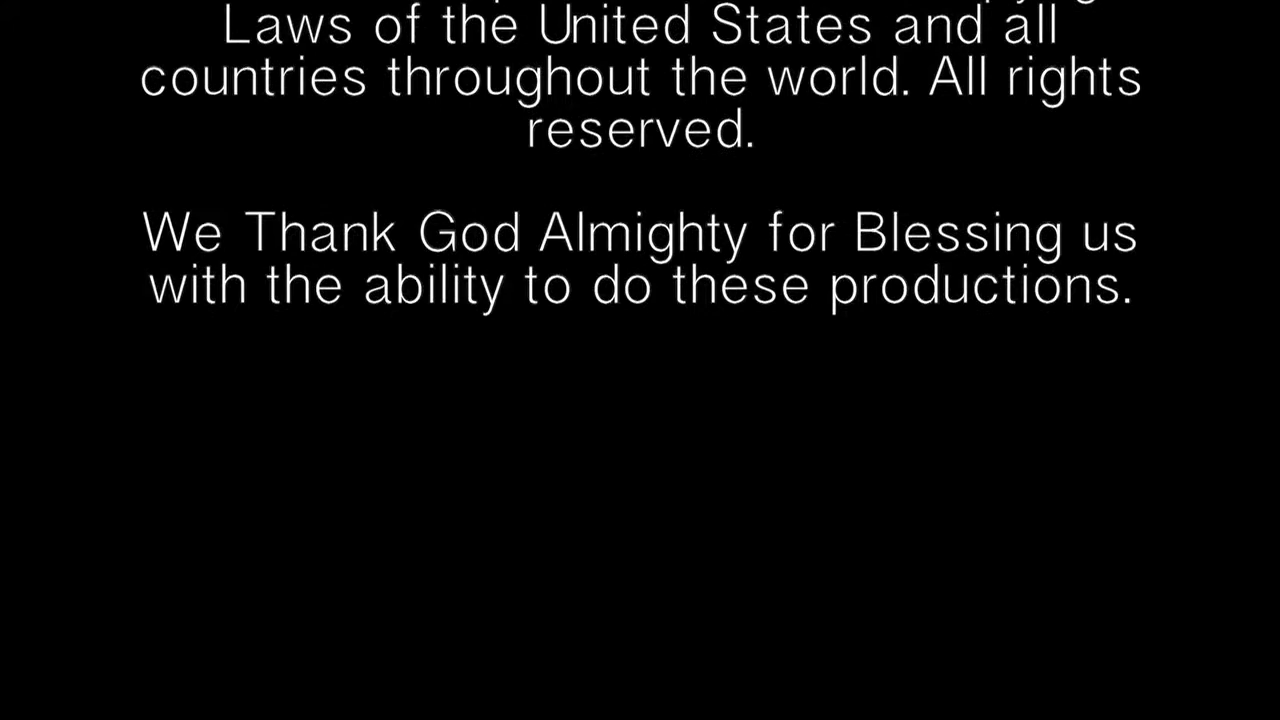 Laws of the United States and all
countries throughout the world. All rights
reserved.
We Thank God Almighty for Blessing us
with the ability to do these productions.